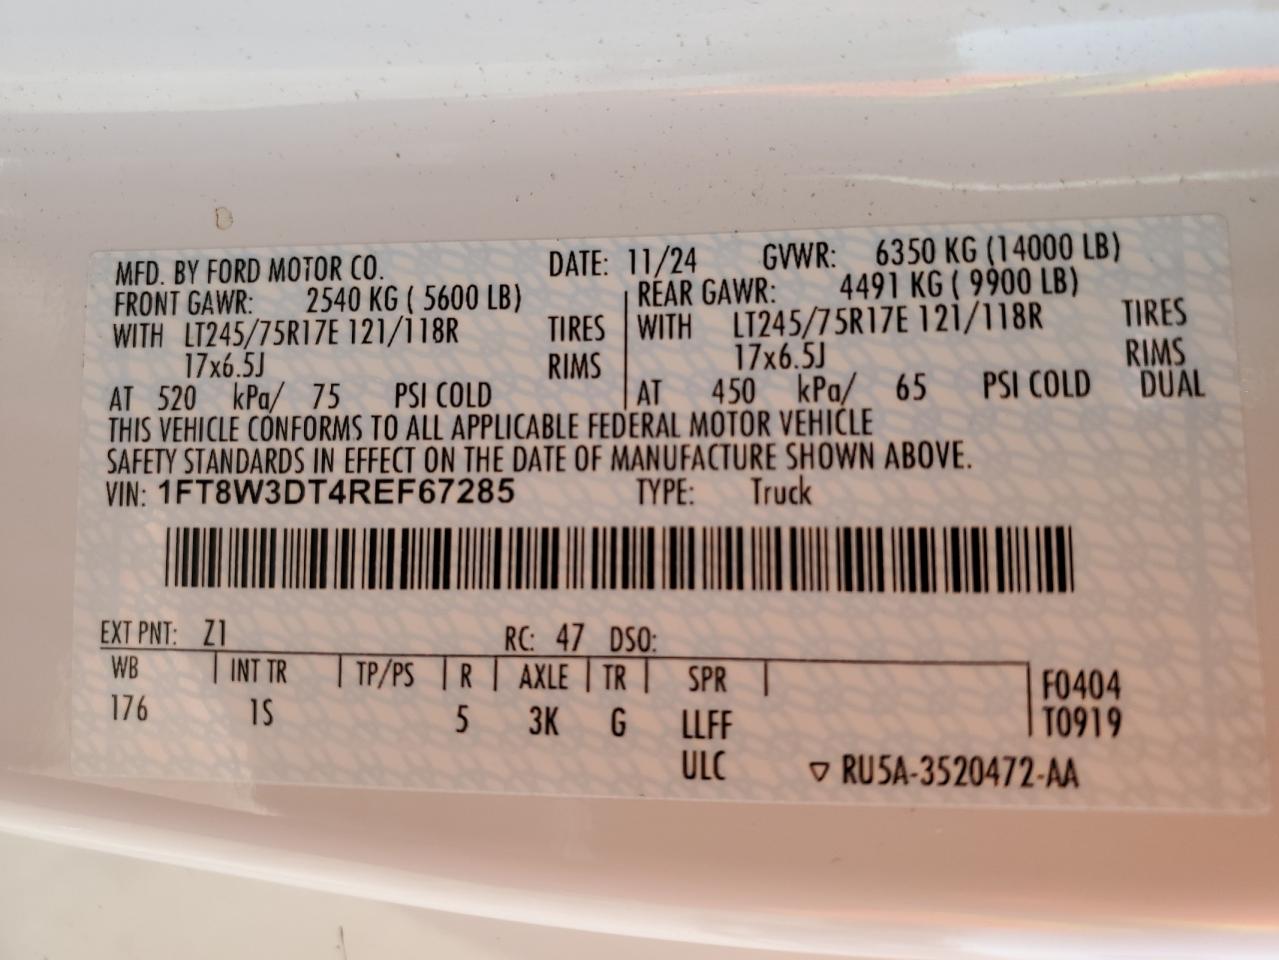 MFD. BY FORD MOTOR CO. DATE: 11/24 GVWR: 6350 KG (14000 LB)
FRONT GAWR: 2540 KG ( 5600 LB) REAR GAWR: 4491 KG ( 9900 LB)
WITH LT245/75R17E 121/118R TIRES WITH LT245/75R17E 121/118R TIRES
17x6.5J RIMS 17x6.5J RIMS
AT 520 kPa/ 75 PSI COLD AT 450 kPa/ 65 PSI COLD DUAL
THIS VEHICLE CONFORMS TO ALL APPLICABLE FEDERAL MOTOR VEHICLE
SAFETY STANDARDS IN EFFECT ON THE DATE OF MANUFACTURE SHOWN ABOVE.
VIN: 1FT8W3DT4REF67285 TYPE: Truck
EXT PNT: Z1 RC: 47 DSO:
WB INT TR TP/PS R AXLE TR SPR F0404
176 1S 5 3K G LLFF T0919
ULC ▽ RU5A-3520472-AA